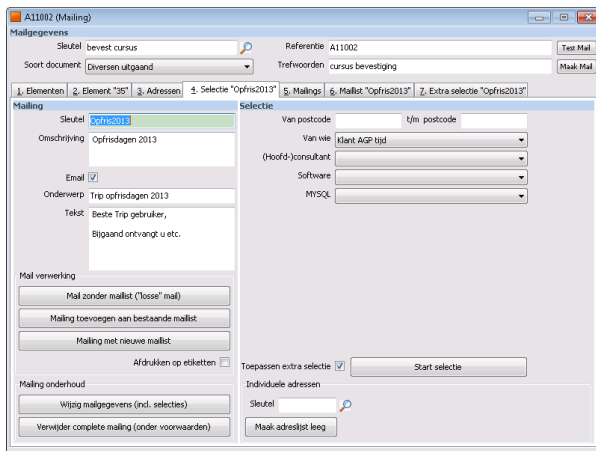 A11002 (Mailing)
Mailgegevens
Sleutel bevest cursus Referentie A11002 Test Mail
Soort document Diversen uitgaand Trefwoorden cursus bevestiging Maak Mail
1. Elementen 2. Element "35" 3. Adressen 4. Selectie "Opfris2013" 5. Mailings 6. Maillist "Opfris2013" 7. Extra selectie "Opfris2013"
Mailing
Sleutel Opfris2013
Omschrijving Opfrisdagen 2013
Email
Onderwerp Trip opfrisdagen 2013
Tekst Beste Trip gebruiker,
Bijgaand ontvangt u etc.
Mail verwerking
Mail zonder maillist ("losse" mail)
Mailing toevoegen aan bestaande maillist
Mailing met nieuwe maillist
Afdrukken op etiketten
Mailing onderhoud
Wijzig mailgegevens (incl. selecties)
Verwijder complete mailing (onder voorwaarden)
Selectie
Van postcode t/m postcode
Van wie Klant AGP tijd
(Hoofd-)consultant
Software
MYSQL
Toepassen extra selectie Start selectie
Individuele adressen
Sleutel
Maak adreslijst leeg